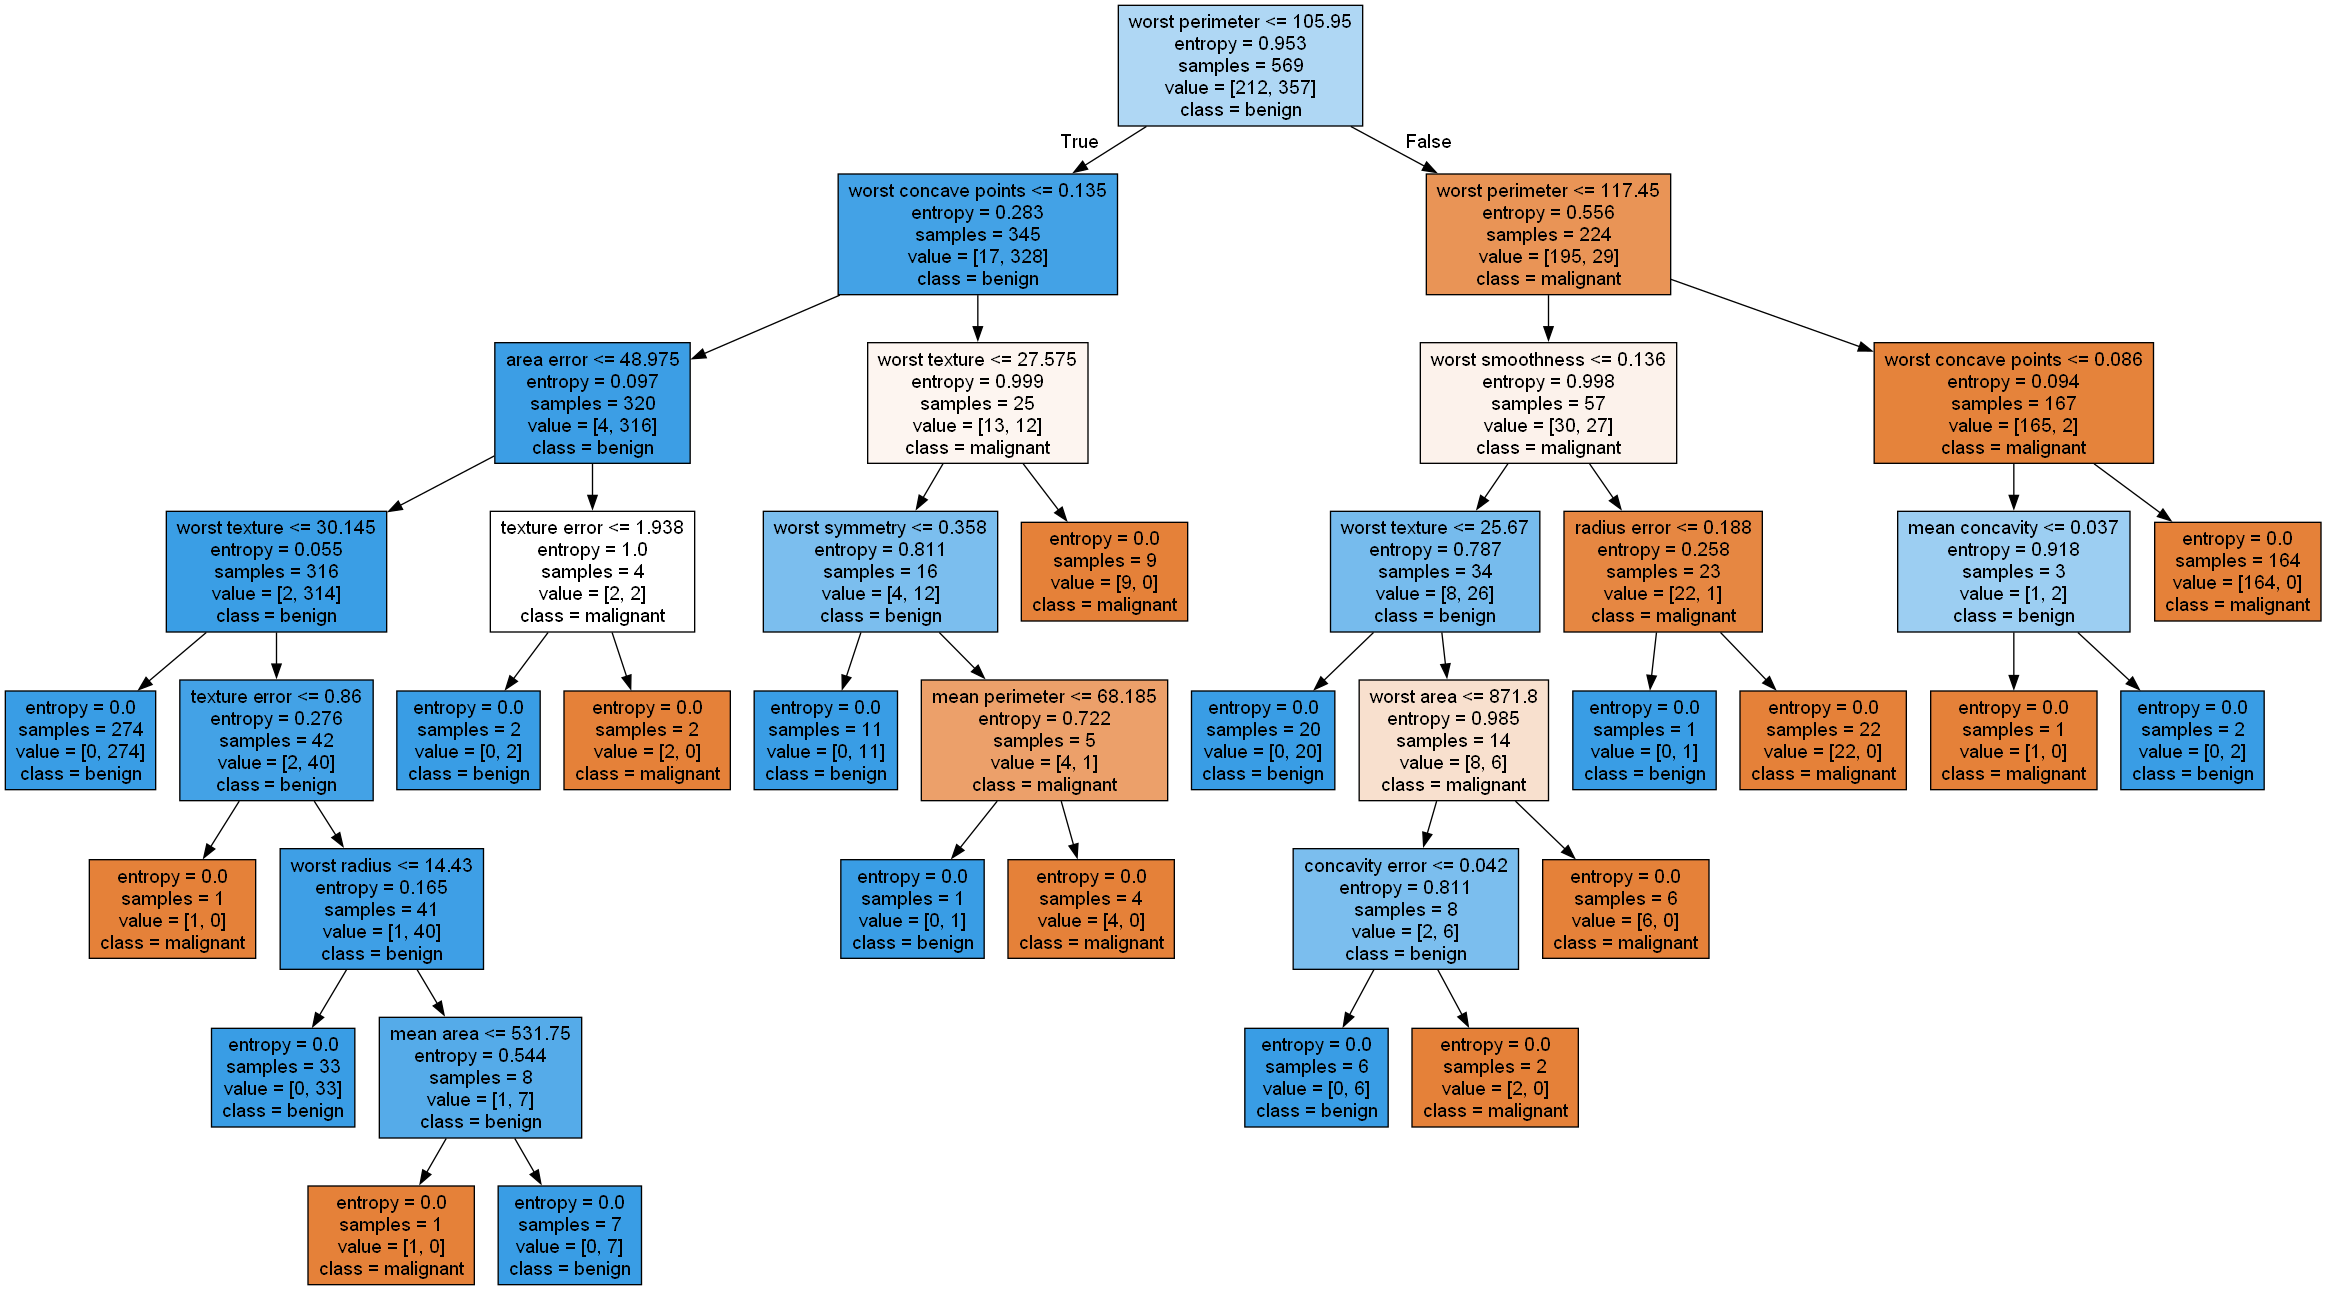 worst perimeter <= 105.95
entropy = 0.953
samples = 569
value = [212, 357]
class = benign
True
False
worst concave points <= 0.135
entropy = 0.283
samples = 345
value = [17, 328]
class = benign
worst perimeter <= 117.45
entropy = 0.556
samples = 224
value = [195, 29]
class = malignant
area error <= 48.975
entropy = 0.097
samples = 320
value = [4, 316]
class = benign
worst texture <= 27.575
entropy = 0.999
samples = 25
value = [13, 12]
class = malignant
worst smoothness <= 0.136
entropy = 0.998
samples = 57
value = [30, 27]
class = malignant
worst concave points <= 0.086
entropy = 0.094
samples = 167
value = [165, 2]
class = malignant
worst texture <= 30.145
entropy = 0.055
samples = 316
value = [2, 314]
class = benign
texture error <= 1.938
entropy = 1.0
samples = 4
value = [2, 2]
class = malignant
worst symmetry <= 0.358
entropy = 0.811
samples = 16
value = [4, 12]
class = benign
entropy = 0.0
samples = 9
value = [9, 0]
class = malignant
worst texture <= 25.67
entropy = 0.787
samples = 34
value = [8, 26]
class = benign
radius error <= 0.188
entropy = 0.258
samples = 23
value = [22, 1]
class = malignant
mean concavity <= 0.037
entropy = 0.918
samples = 3
value = [1, 2]
class = benign
entropy = 0.0
samples = 164
value = [164, 0]
class = malignant
entropy = 0.0
samples = 274
value = [0, 274]
class = benign
texture error <= 0.86
entropy = 0.276
samples = 42
value = [2, 40]
class = benign
entropy = 0.0
samples = 2
value = [0, 2]
class = benign
entropy = 0.0
samples = 2
value = [2, 0]
class = malignant
entropy = 0.0
samples = 11
value = [0, 11]
class = benign
mean perimeter <= 68.185
entropy = 0.722
samples = 5
value = [4, 1]
class = malignant
entropy = 0.0
samples = 20
value = [0, 20]
class = benign
worst area <= 871.8
entropy = 0.985
samples = 14
value = [8, 6]
class = malignant
entropy = 0.0
samples = 1
value = [0, 1]
class = benign
entropy = 0.0
samples = 22
value = [22, 0]
class = malignant
entropy = 0.0
samples = 1
value = [1, 0]
class = malignant
entropy = 0.0
samples = 2
value = [0, 2]
class = benign
entropy = 0.0
samples = 1
value = [1, 0]
class = malignant
worst radius <= 14.43
entropy = 0.165
samples = 41
value = [1, 40]
class = benign
entropy = 0.0
samples = 1
value = [0, 1]
class = benign
entropy = 0.0
samples = 4
value = [4, 0]
class = malignant
concavity error <= 0.042
entropy = 0.811
samples = 8
value = [2, 6]
class = benign
entropy = 0.0
samples = 6
value = [6, 0]
class = malignant
entropy = 0.0
samples = 33
value = [0, 33]
class = benign
mean area <= 531.75
entropy = 0.544
samples = 8
value = [1, 7]
class = benign
entropy = 0.0
samples = 6
value = [0, 6]
class = benign
entropy = 0.0
samples = 2
value = [2, 0]
class = malignant
entropy = 0.0
samples = 1
value = [1, 0]
class = malignant
entropy = 0.0
samples = 7
value = [0, 7]
class = benign